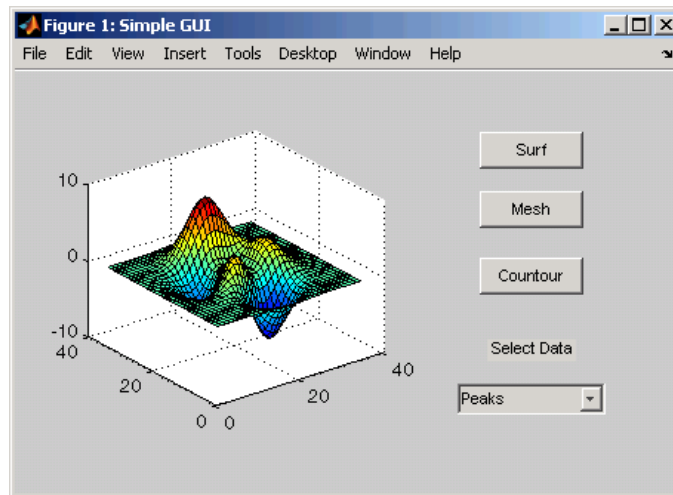 Figure 1: Simple GUI
File Edit View Insert Tools Desktop Window Help
Surf
Mesh
Countour
Select Data
Peaks
10
0
-10
40
20
0
0
20
40